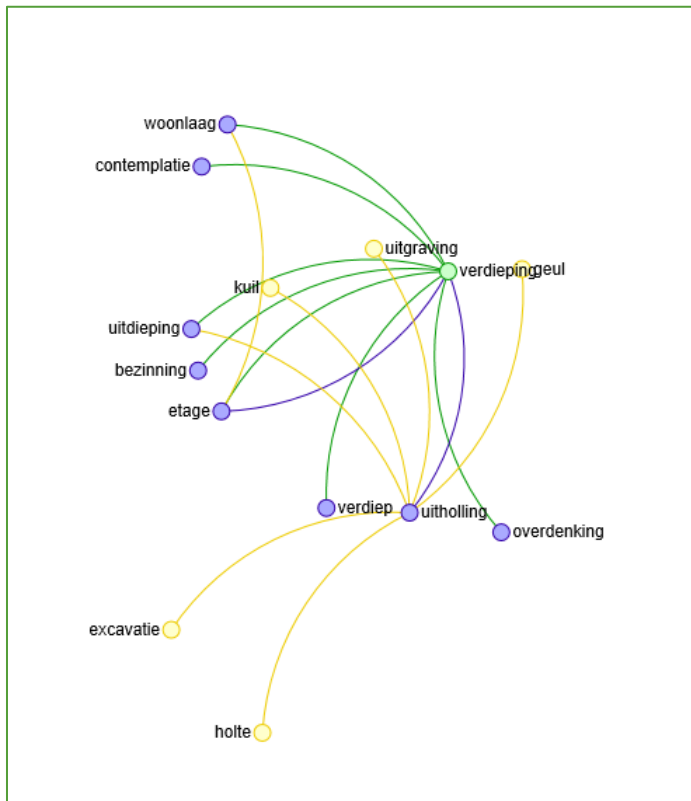 woonlaag
contemplatie
uitgraving
verdieping
geul
kuil
uitdieping
bezinning
etage
verdiep
uitholling
overdenking
excavatie
holte